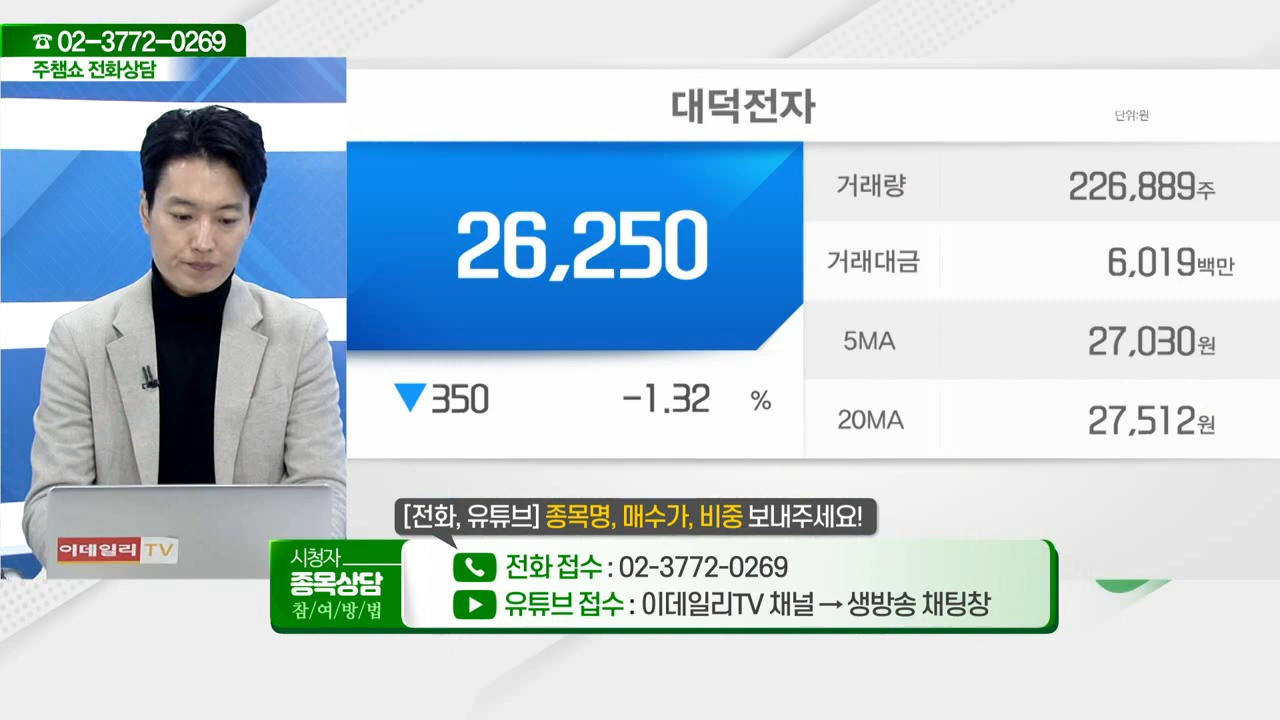 ☎ 02-3772-0269
주챔쇼 전화상담
대덕전자
단위:원
26,250
▼350 -1.32 %
거래량 226,889주
거래대금 6,019백만
5MA 27,030원
20MA 27,512원
이데일리TV
[전화, 유튜브] 종목명, 매수가, 비중 보내주세요!
시청자
종목상담
참/여/방/법
전화 접수 : 02-3772-0269
유튜브 접수 : 이데일리TV 채널 → 생방송 채팅창